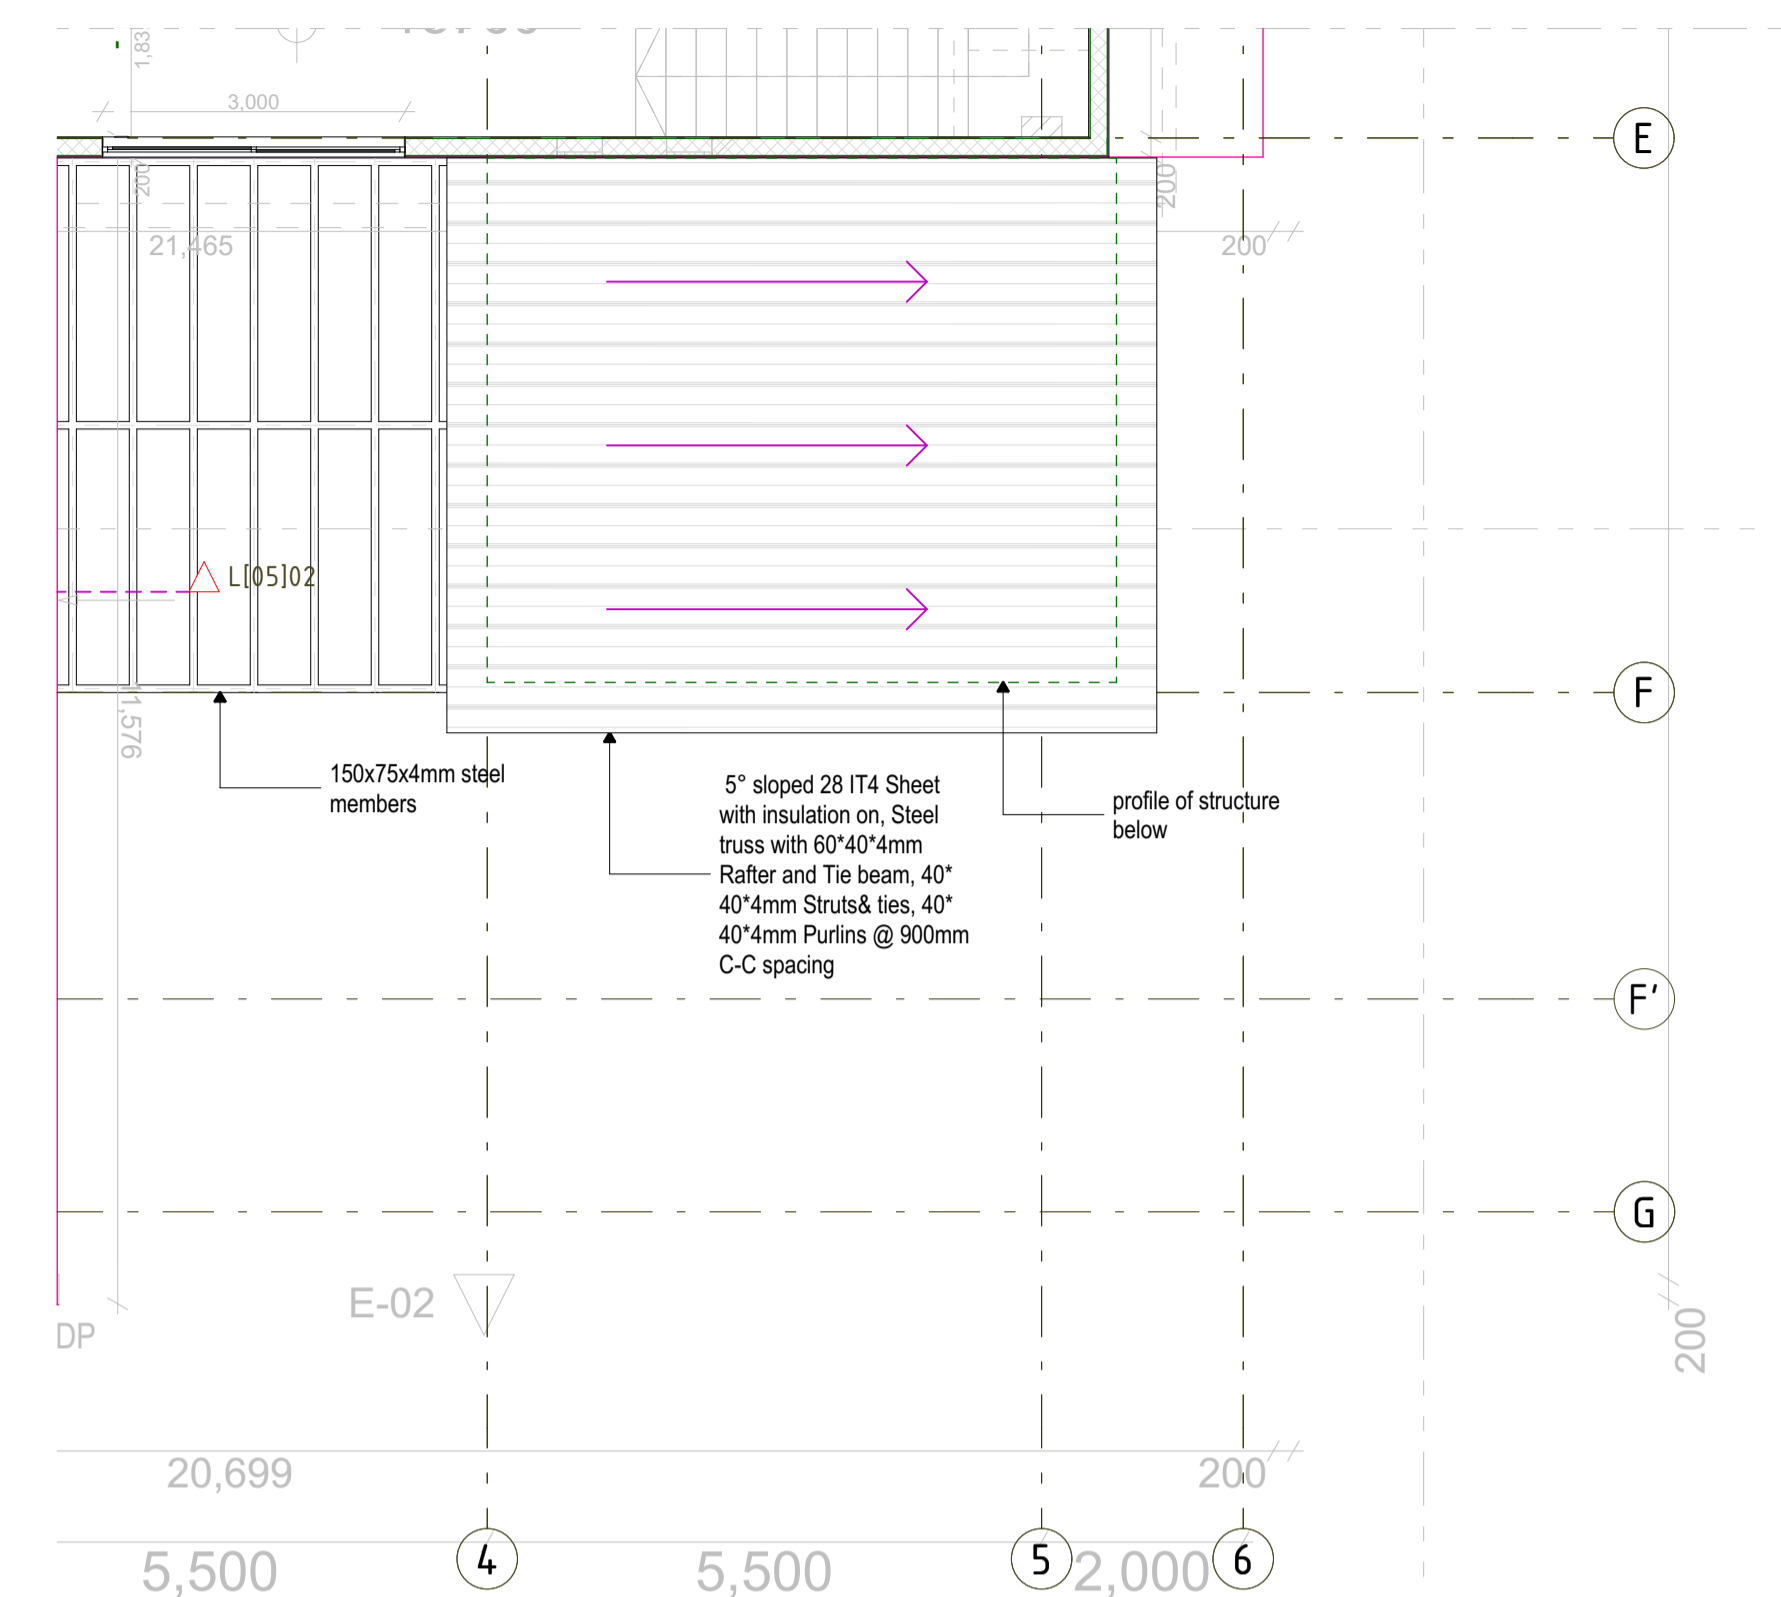 1,83
3,000
E
200
200
21,465
200
L[05]02
F
1,576
150x75x4mm steel
members
5° sloped 28 IT4 Sheet
with insulation on, Steel
truss with 60*40*4mm
Rafter and Tie beam, 40*
40*4mm Struts& ties, 40*
40*4mm Purlins @ 900mm
C-C spacing
profile of structure
below
F'
G
E-02
DP
200
20,699
200
4
5
6
5,500
5,500
2,000